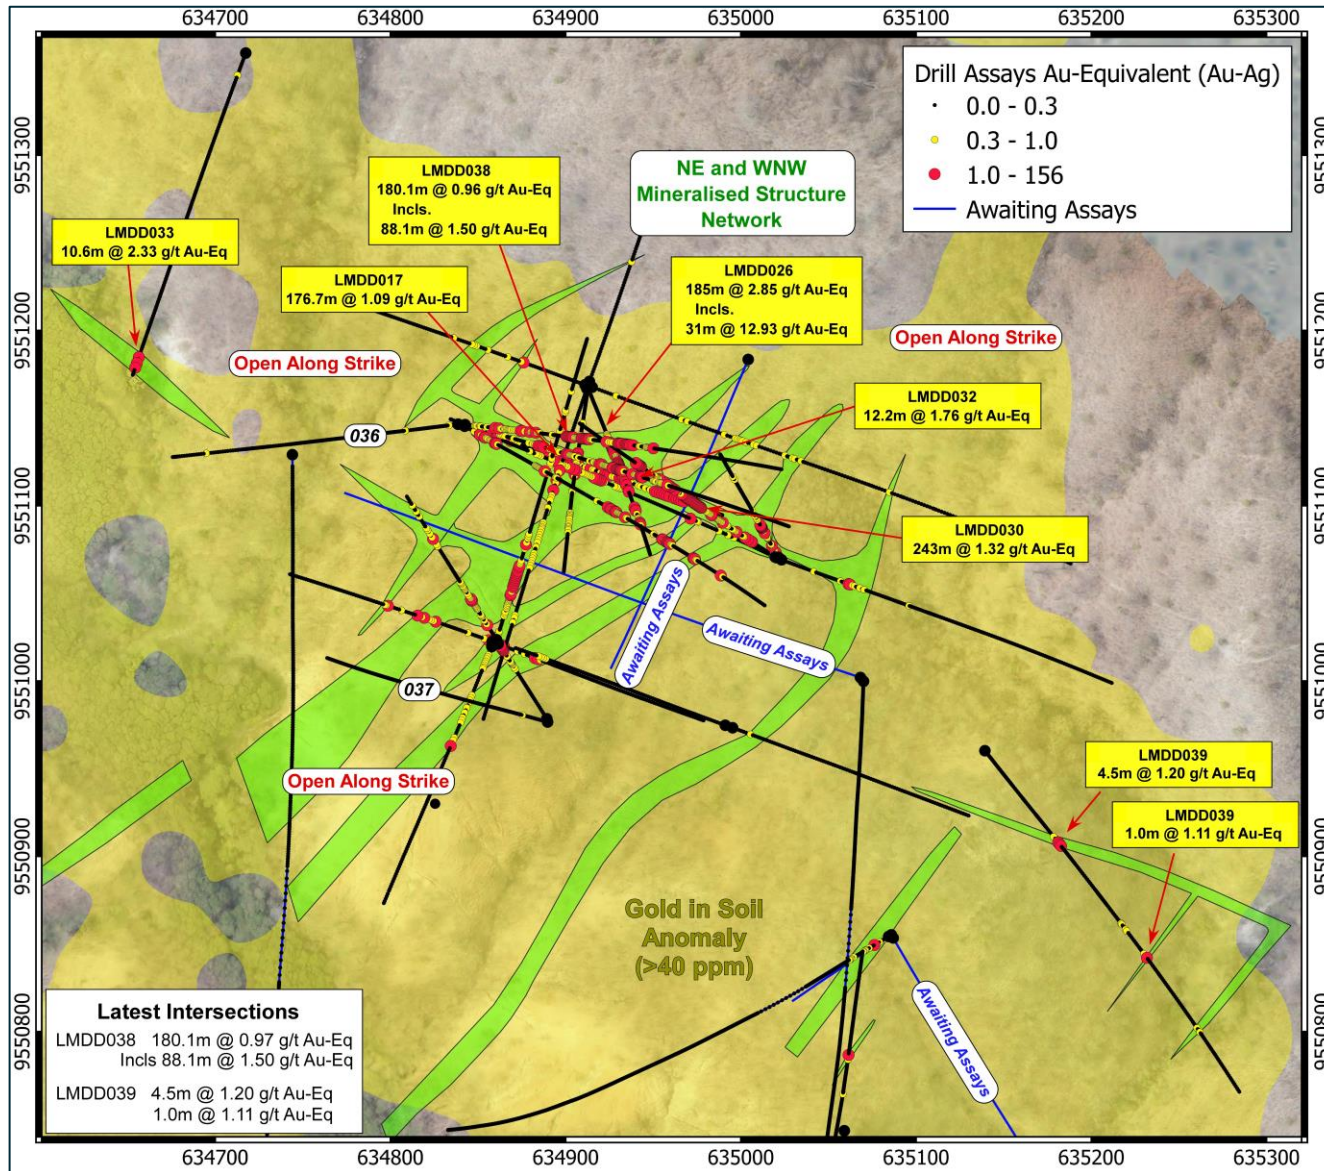 634700 634800 634900 635000 635100 635200 635300
Drill Assays Au-Equivalent (Au-Ag)
0.0 - 0.3
0.3 - 1.0
1.0 - 156
Awaiting Assays
9551300
9551300
NE and WNW
Mineralised Structure
Network
LMDD038
180.1m @ 0.96 g/t Au-Eq
Incls.
88.1m @ 1.50 g/t Au-Eq
LMDD033
10.6m @ 2.33 g/t Au-Eq
LMDD017
176.7m @ 1.09 g/t Au-Eq
LMDD026
185m @ 2.85 g/t Au-Eq
Incls.
31m @ 12.93 g/t Au-Eq
9551200
9551200
Open Along Strike
Open Along Strike
LMDD032
12.2m @ 1.76 g/t Au-Eq
036
9551100
9551100
LMDD030
243m @ 1.32 g/t Au-Eq
Awaiting Assays
Awaiting Assays
9551000
9551000
037
Open Along Strike
LMDD039
4.5m @ 1.20 g/t Au-Eq
LMDD039
1.0m @ 1.11 g/t Au-Eq
9550900
9550900
Gold in Soil
Anomaly
(>40 ppm)
Awaiting Assays
9550800
9550800
Latest Intersections
LMDD038 180.1m @ 0.97 g/t Au-Eq
Incls 88.1m @ 1.50 g/t Au-Eq
LMDD039 4.5m @ 1.20 g/t Au-Eq
1.0m @ 1.11 g/t Au-Eq
634700 634800 634900 635000 635100 635200 635300